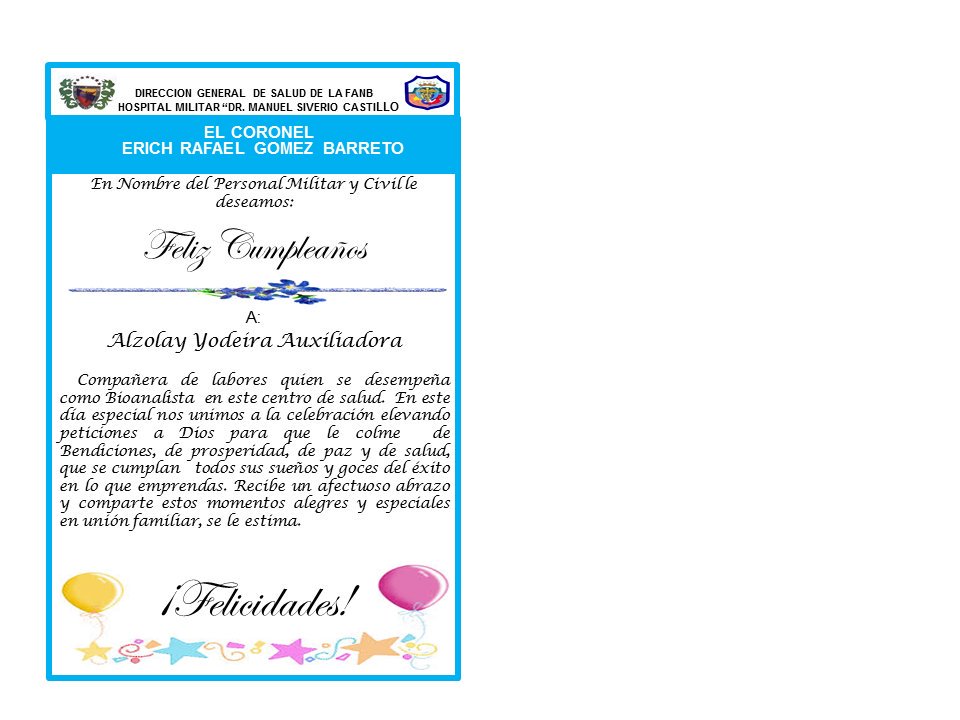 DIRECCION GENERAL DE SALUD DE LA FANB
HOSPITAL MILITAR “DR. MANUEL SIVERIO CASTILLO
EL CORONEL
ERICH RAFAEL GOMEZ BARRETO
En Nombre del Personal Militar y Civil le
deseamos:
Feliz Cumpleaños
A:
Alzolay Yodeira Auxiliadora
Compañera de labores quien se desempeña
como Bioanalista en este centro de salud. En este
día especial nos unimos a la celebración elevando
peticiones a Dios para que le colme de
Bendiciones, de prosperidad, de paz y de salud,
que se cumplan todos sus sueños y goces del éxito
en lo que emprendas. Recibe un afectuoso abrazo
y comparte estos momentos alegres y especiales
en unión familiar, se le estima.
¡Felicidades!